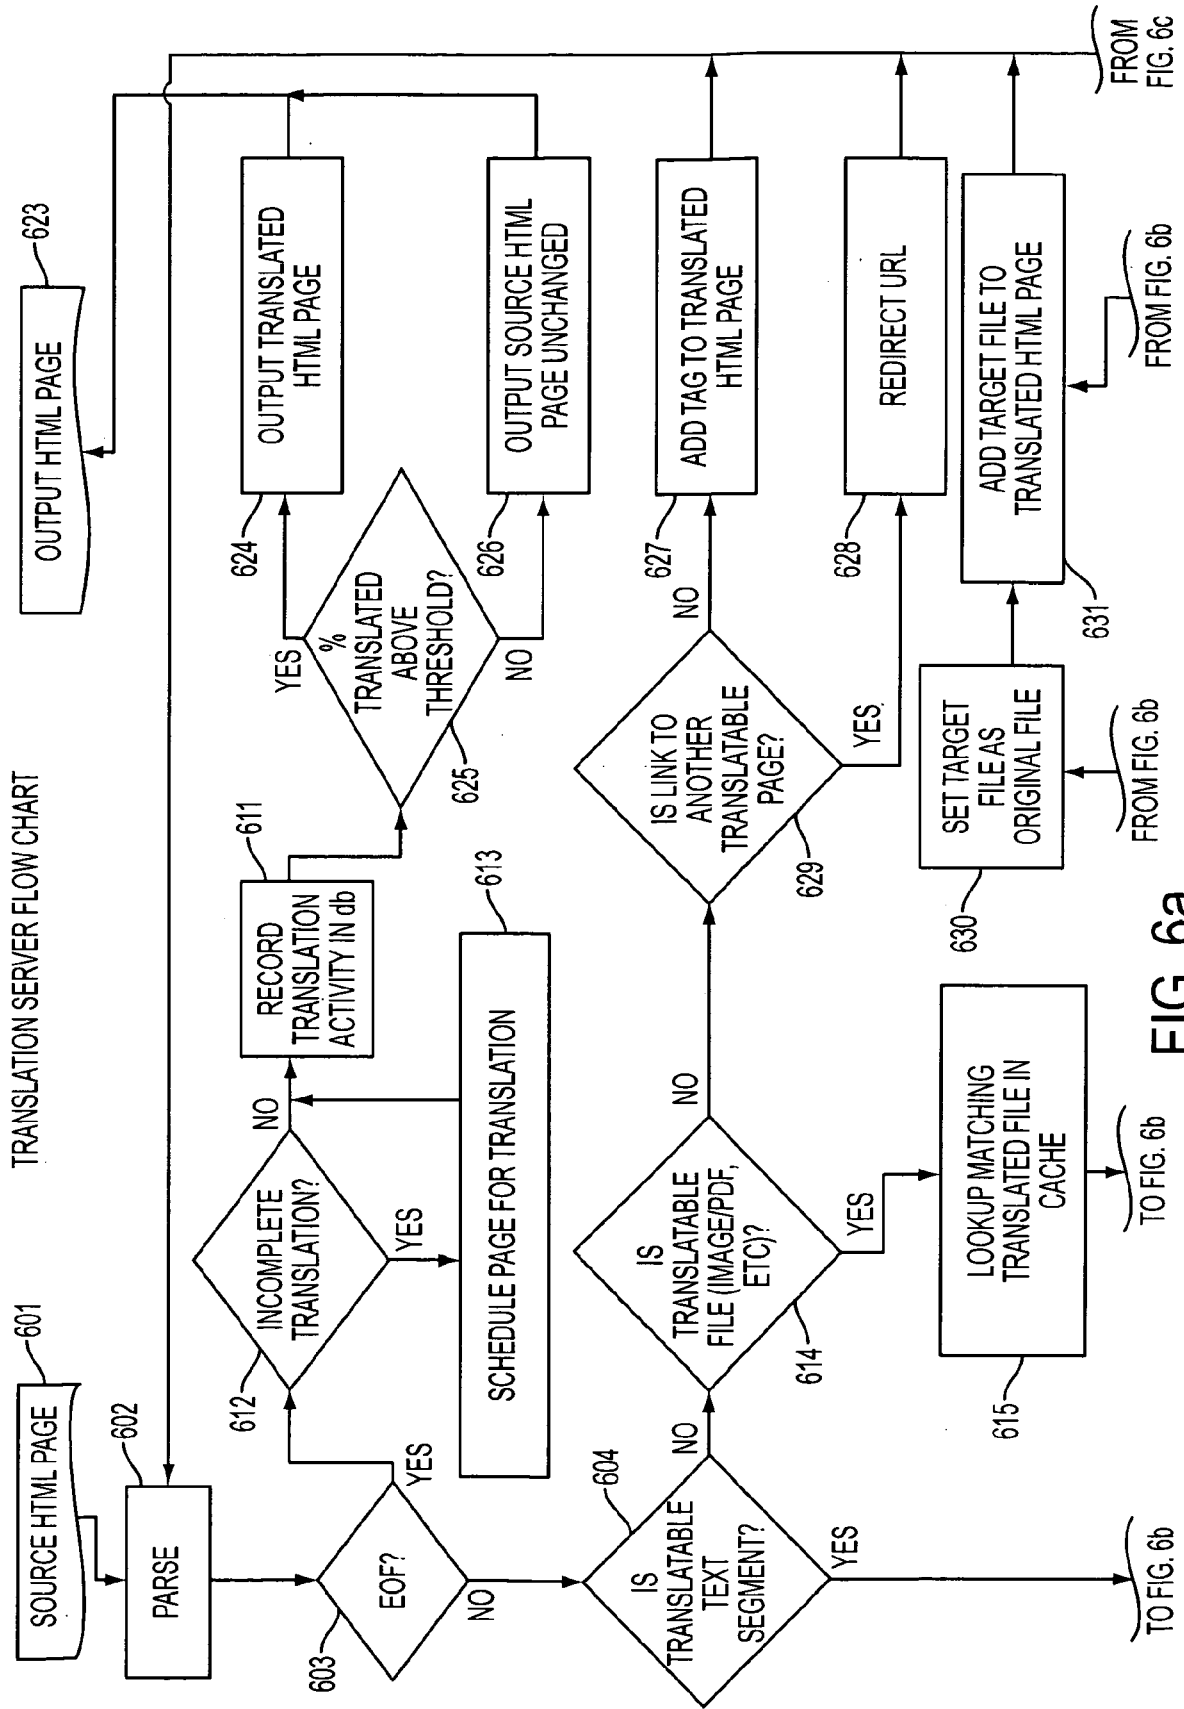 TRANSLATION SERVER FLOW CHART
SOURCE HTML PAGE
601
OUTPUT HTML PAGE
623
602
PARSE
603
EOF?
YES
NO
612
INCOMPLETE
TRANSLATION?
NO
YES
RECORD
TRANSLATION
ACTIVITY IN db
611
SCHEDULE PAGE FOR TRANSLATION
613
%
TRANSLATED
ABOVE
THRESHOLD?
625
YES
NO
624
OUTPUT TRANSLATED
HTML PAGE
626
OUTPUT SOURCE HTML
PAGE UNCHANGED
604
IS
TRANSLATABLE
TEXT
SEGMENT?
NO
YES
TO FIG. 6b
IS
TRANSLATABLE
FILE (IMAGE/PDF,
ETC)?
614
NO
YES
LOOKUP MATCHING
TRANSLATED FILE IN
CACHE
615
TO FIG. 6b
IS LINK TO
ANOTHER
TRANSLATABLE
PAGE?
629
NO
YES
627
ADD TAG TO TRANSLATED
HTML PAGE
628
REDIRECT URL
SET TARGET
FILE AS
ORIGINAL FILE
630
FROM FIG. 6b
ADD TARGET FILE TO
TRANSLATED HTML PAGE
631
FROM FIG. 6b
FROM
FIG. 6c
FIG. 6a